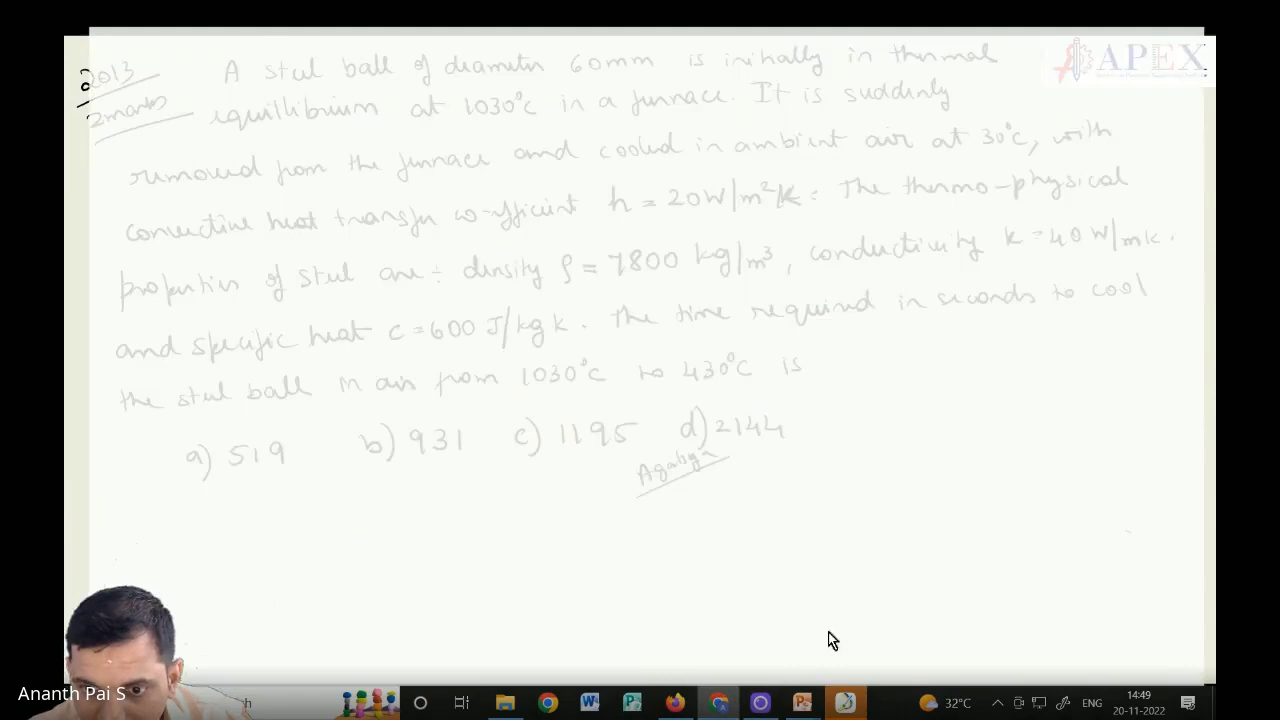 2013
2marks
A steel ball of diameter 60mm is initially in thermal
equillibrium at 1030°C in a furnace. It is suddenly
removed from the furnace and cooled in ambient air at 30°C, with
convective heat transfer co-efficient h = 20W/m²K. The thermo-physical
properties of steel are: density ρ = 7800 kg/m³, conductivity k = 40 W/mk.
and specific heat c = 600 J/kgk. The time required in seconds to cool
the steel ball in air from 1030°C to 430°C is
a) 519 b) 931 c) 1195 d) 2144
APEX
Ananth Pai S
32°C
ENG
14:49
20-11-2022